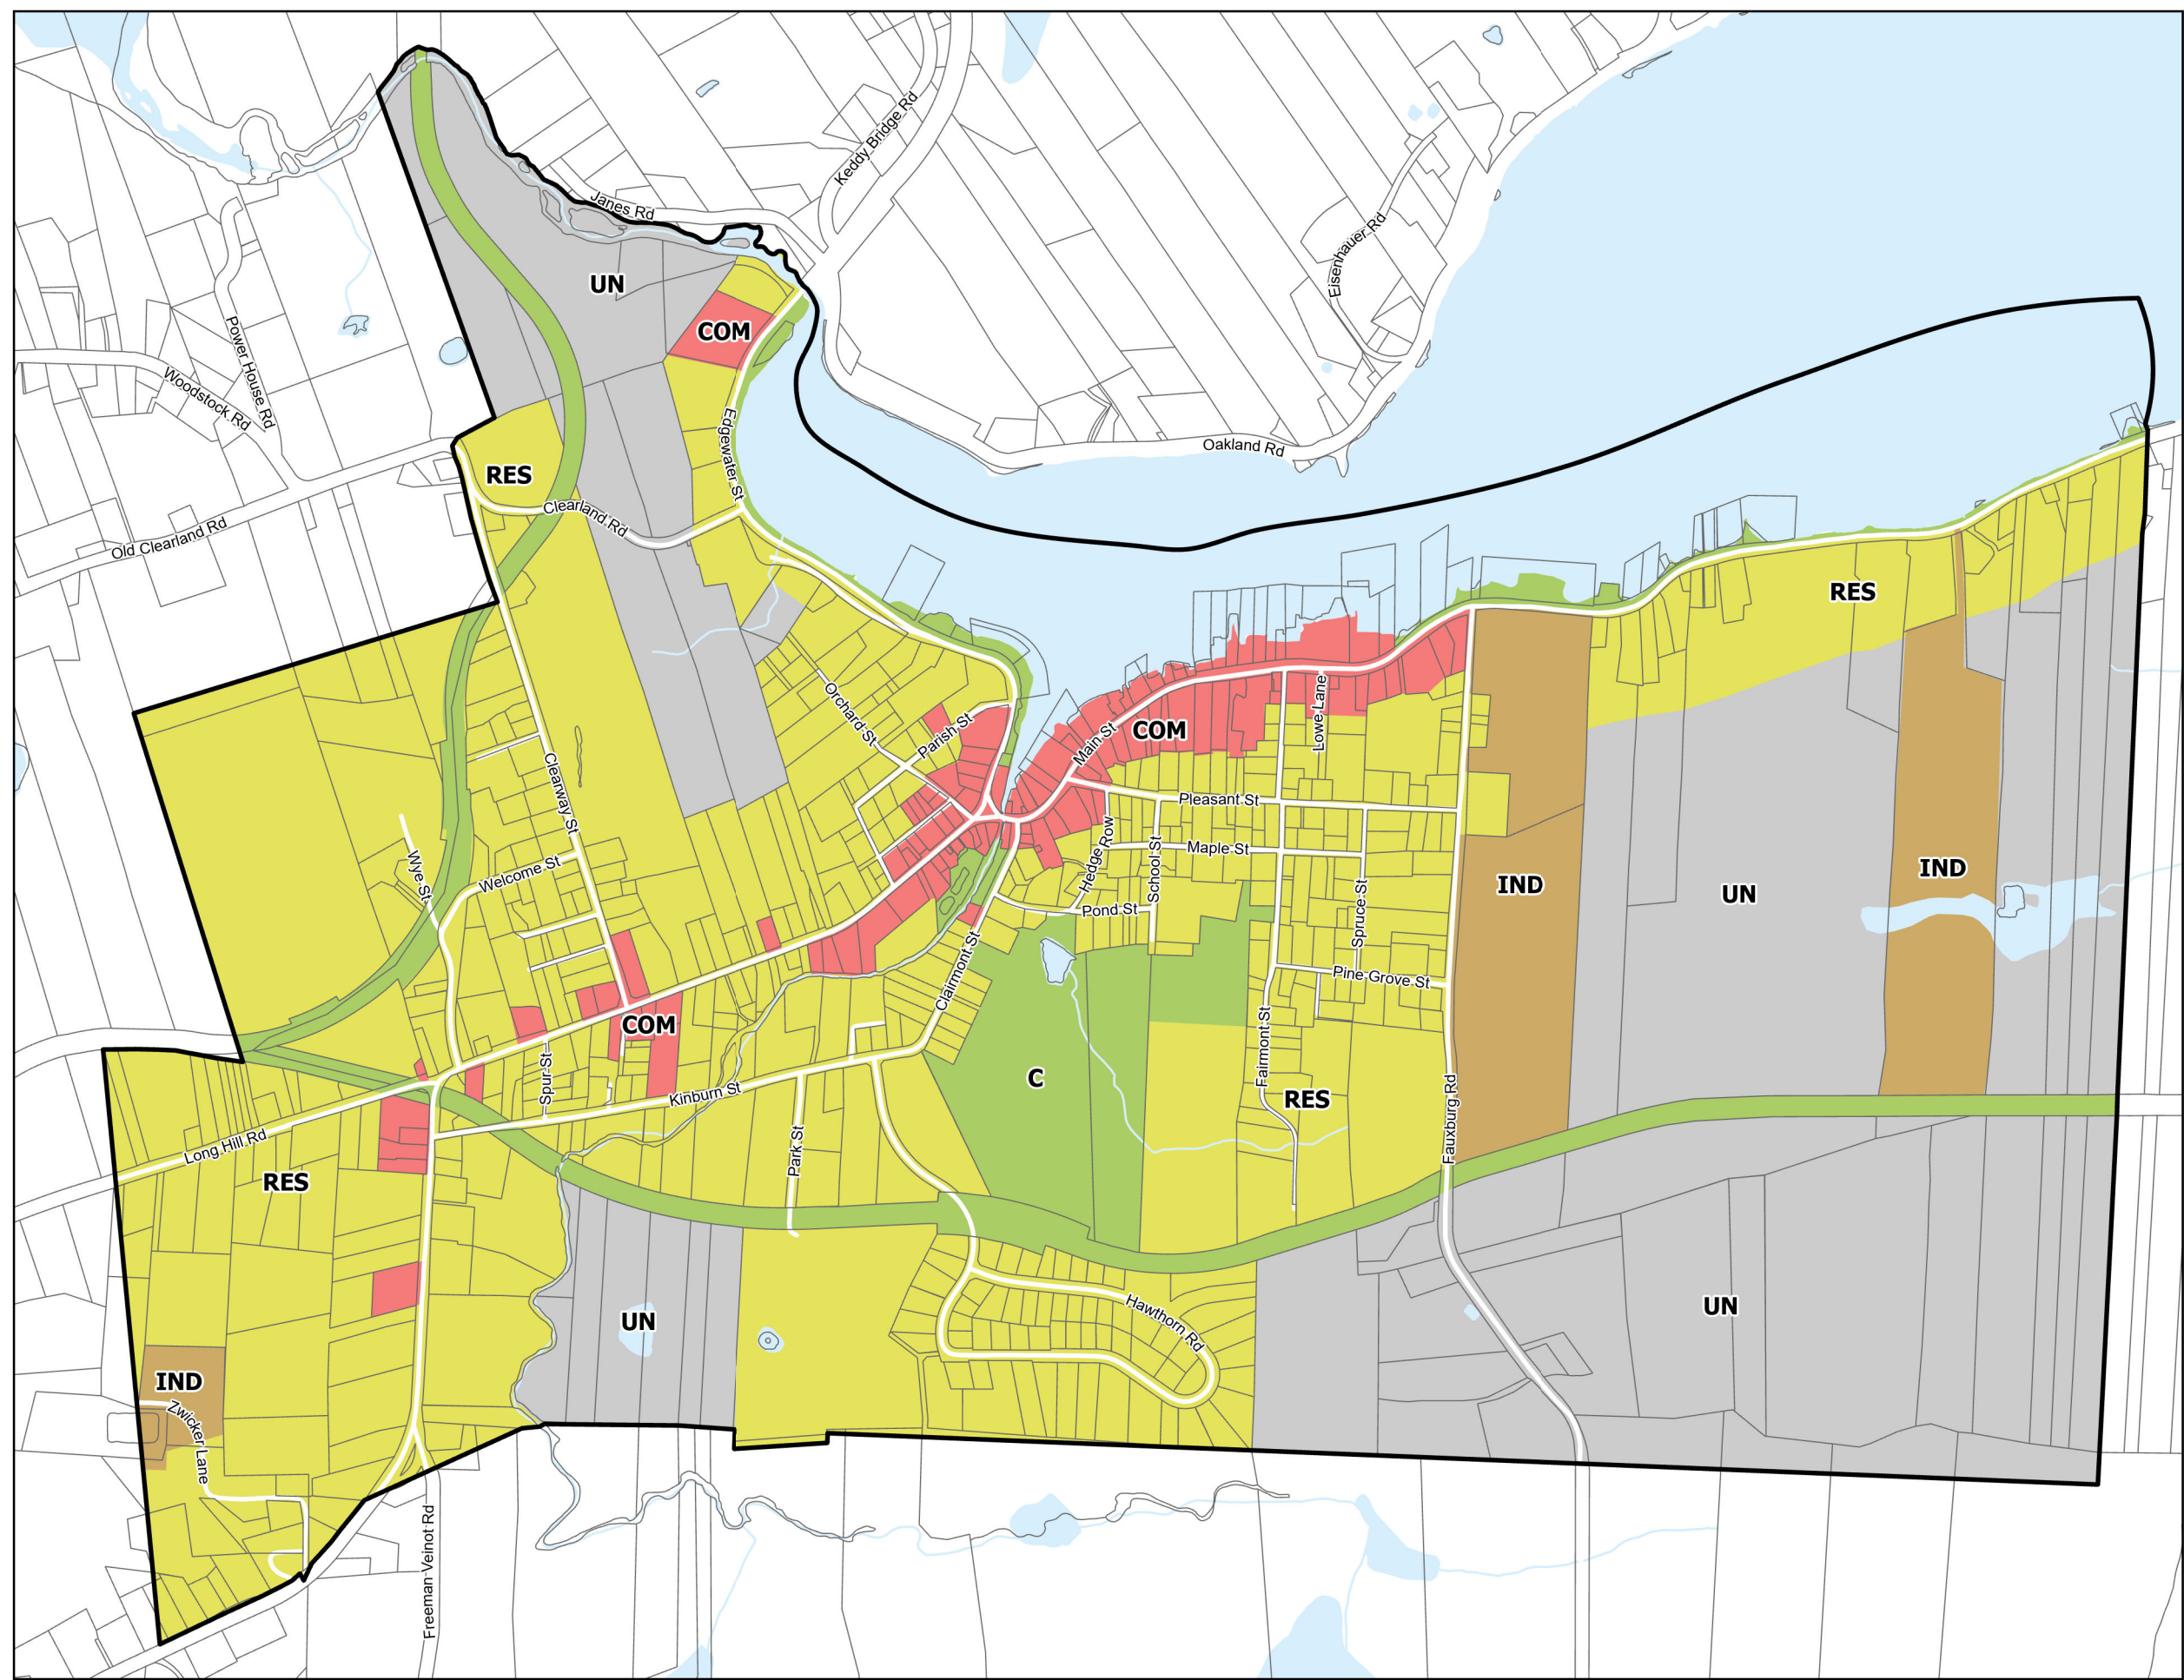 Keddy Bridge Rd
Janes Rd
Eisenhauer Rd
UN
COM
Power House Rd
Woodstock Rd
Edgewater St
Oakland Rd
RES
Clearland Rd
Old Clearland Rd
RES
Orchard St
Parish St
Lowe Lane
Main St
COM
Clearway St
Pleasant St
Wye St
Welcome St
Hedge Row
School St
Maple St
IND
UN
IND
Pond St
Spruce St
Clairmont St
Pine Grove St
COM
Fairmont St
Spur St
C
Kinburn St
RES
Fauxburg Rd
Long Hill Rd
Park St
RES
UN
Hawthorn Rd
UN
IND
Zwicker Lane
Freeman Veinot Rd